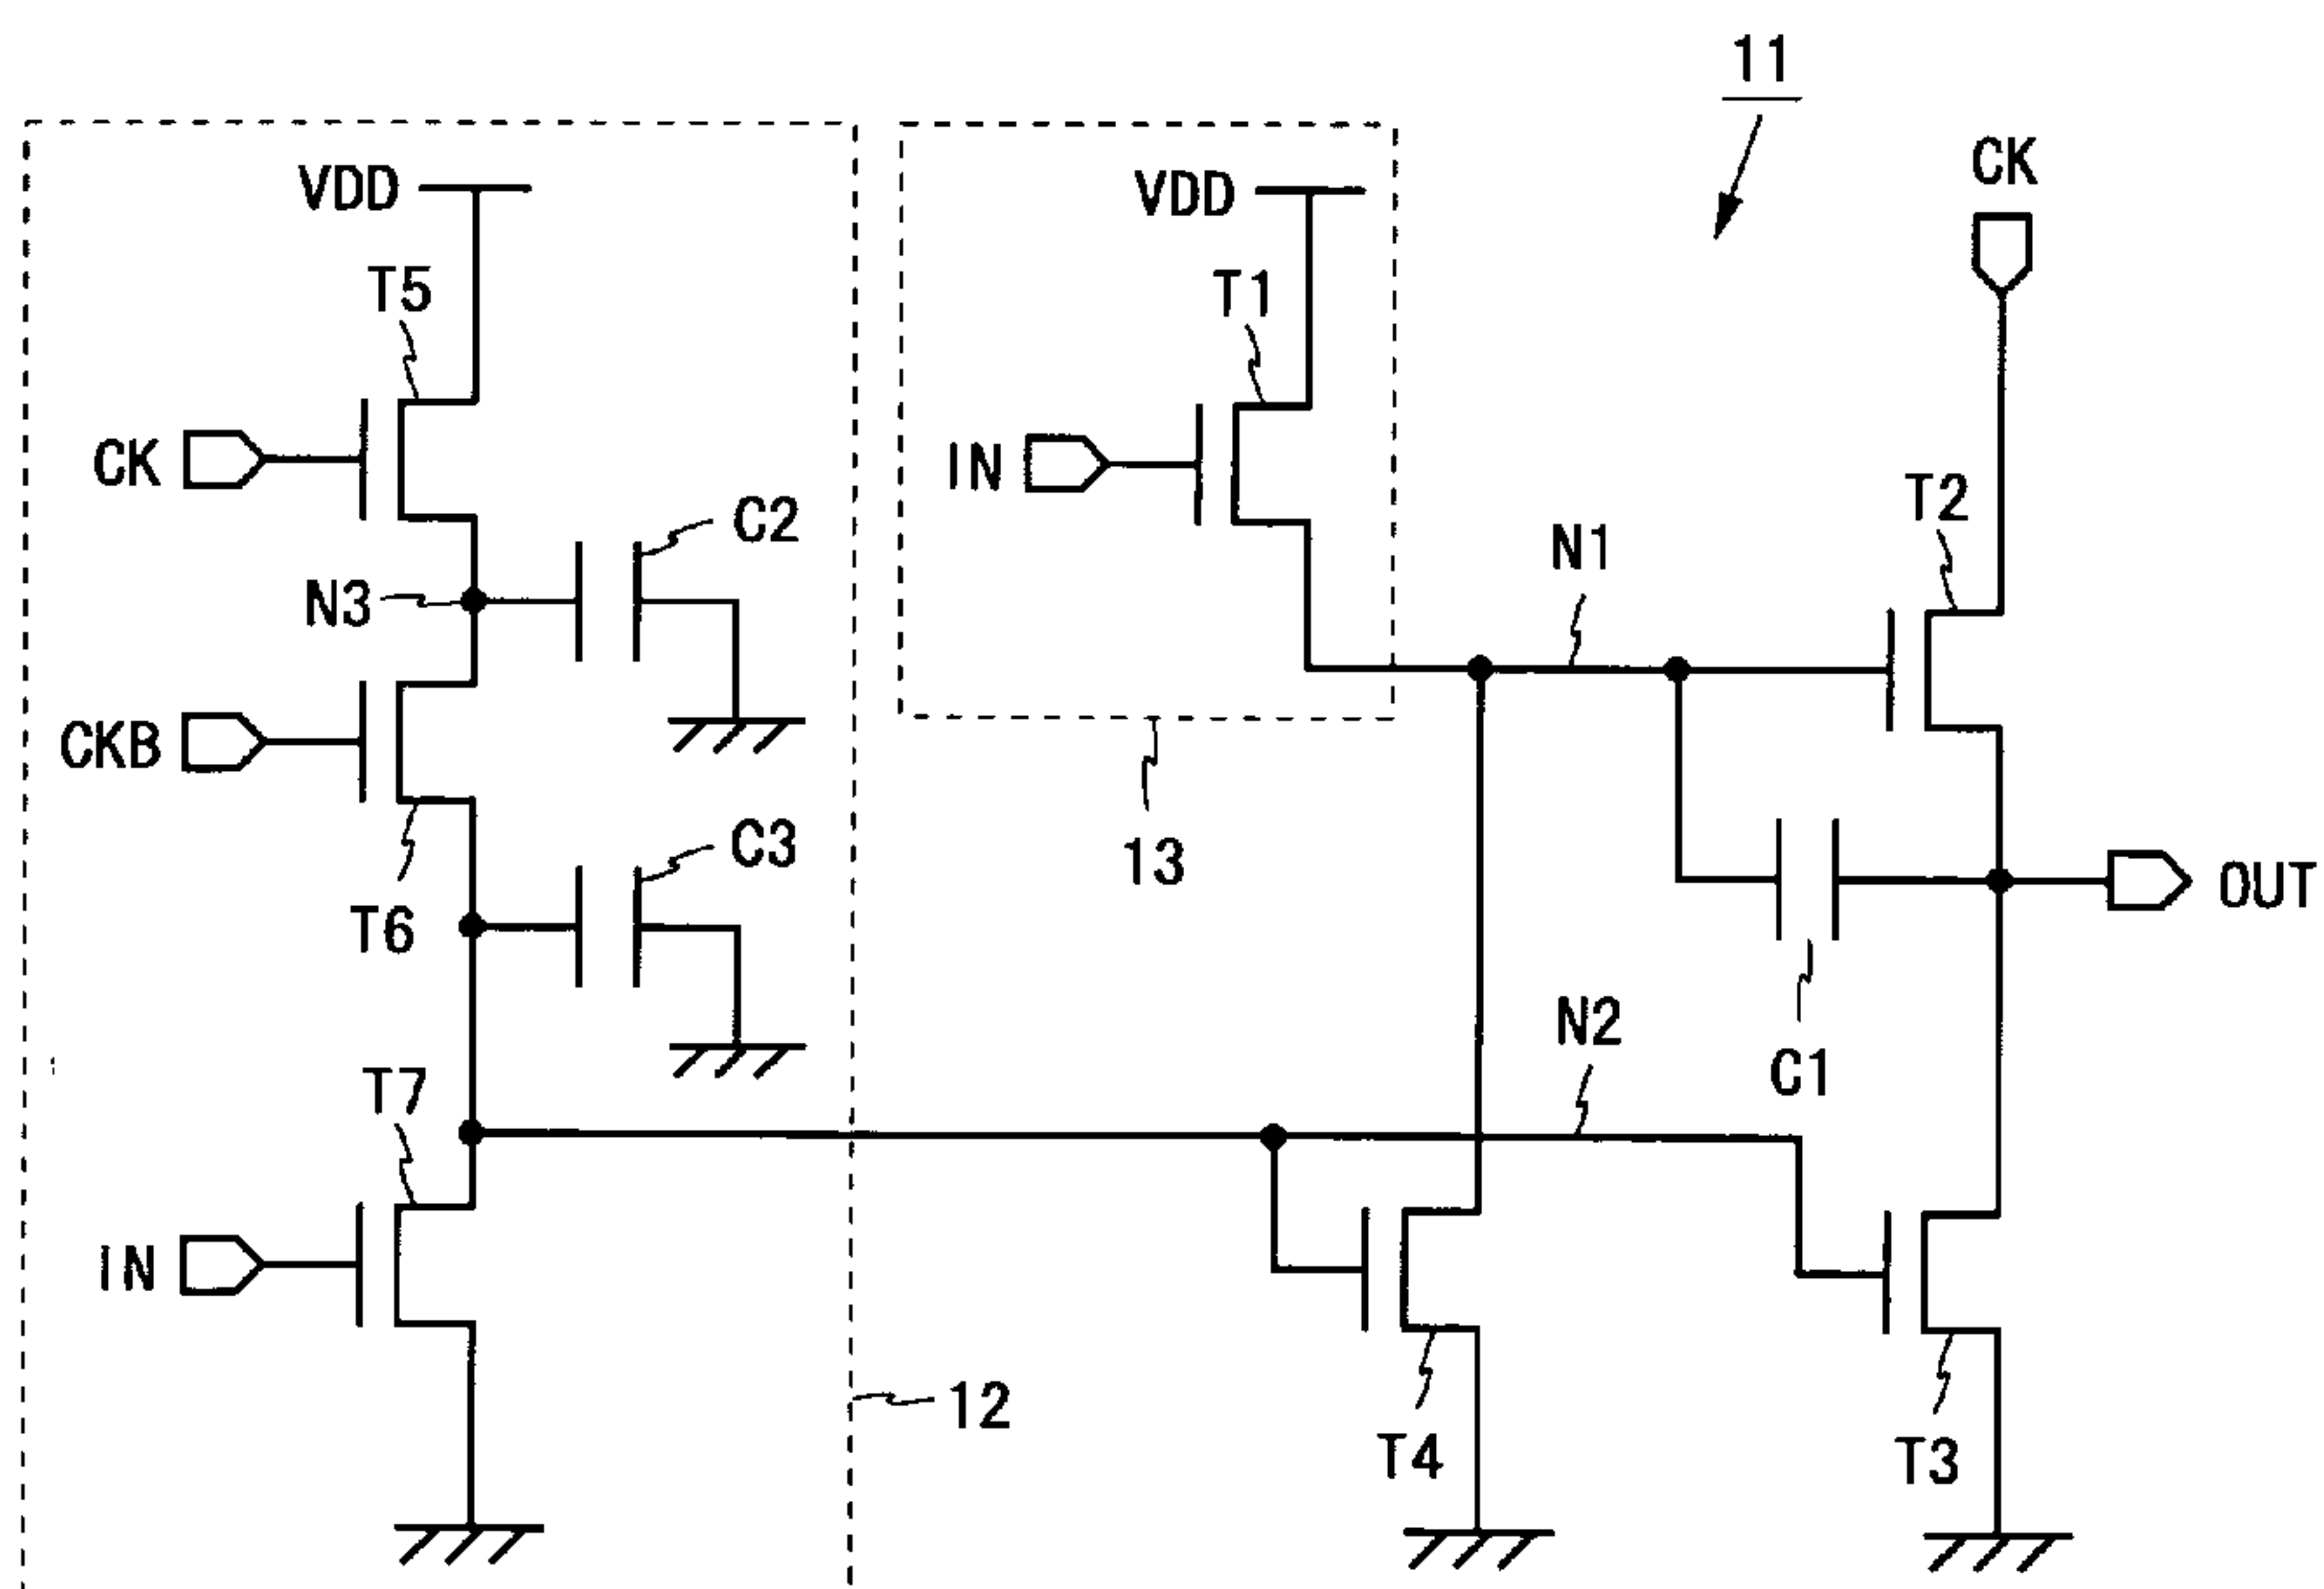 11
CK
VDD
VDD
T5
T1
CK
C2
IN
T2
N3
N1
CKB
C3
13
OUT
T6
N2
T7
C1
IN
12
T4
T3